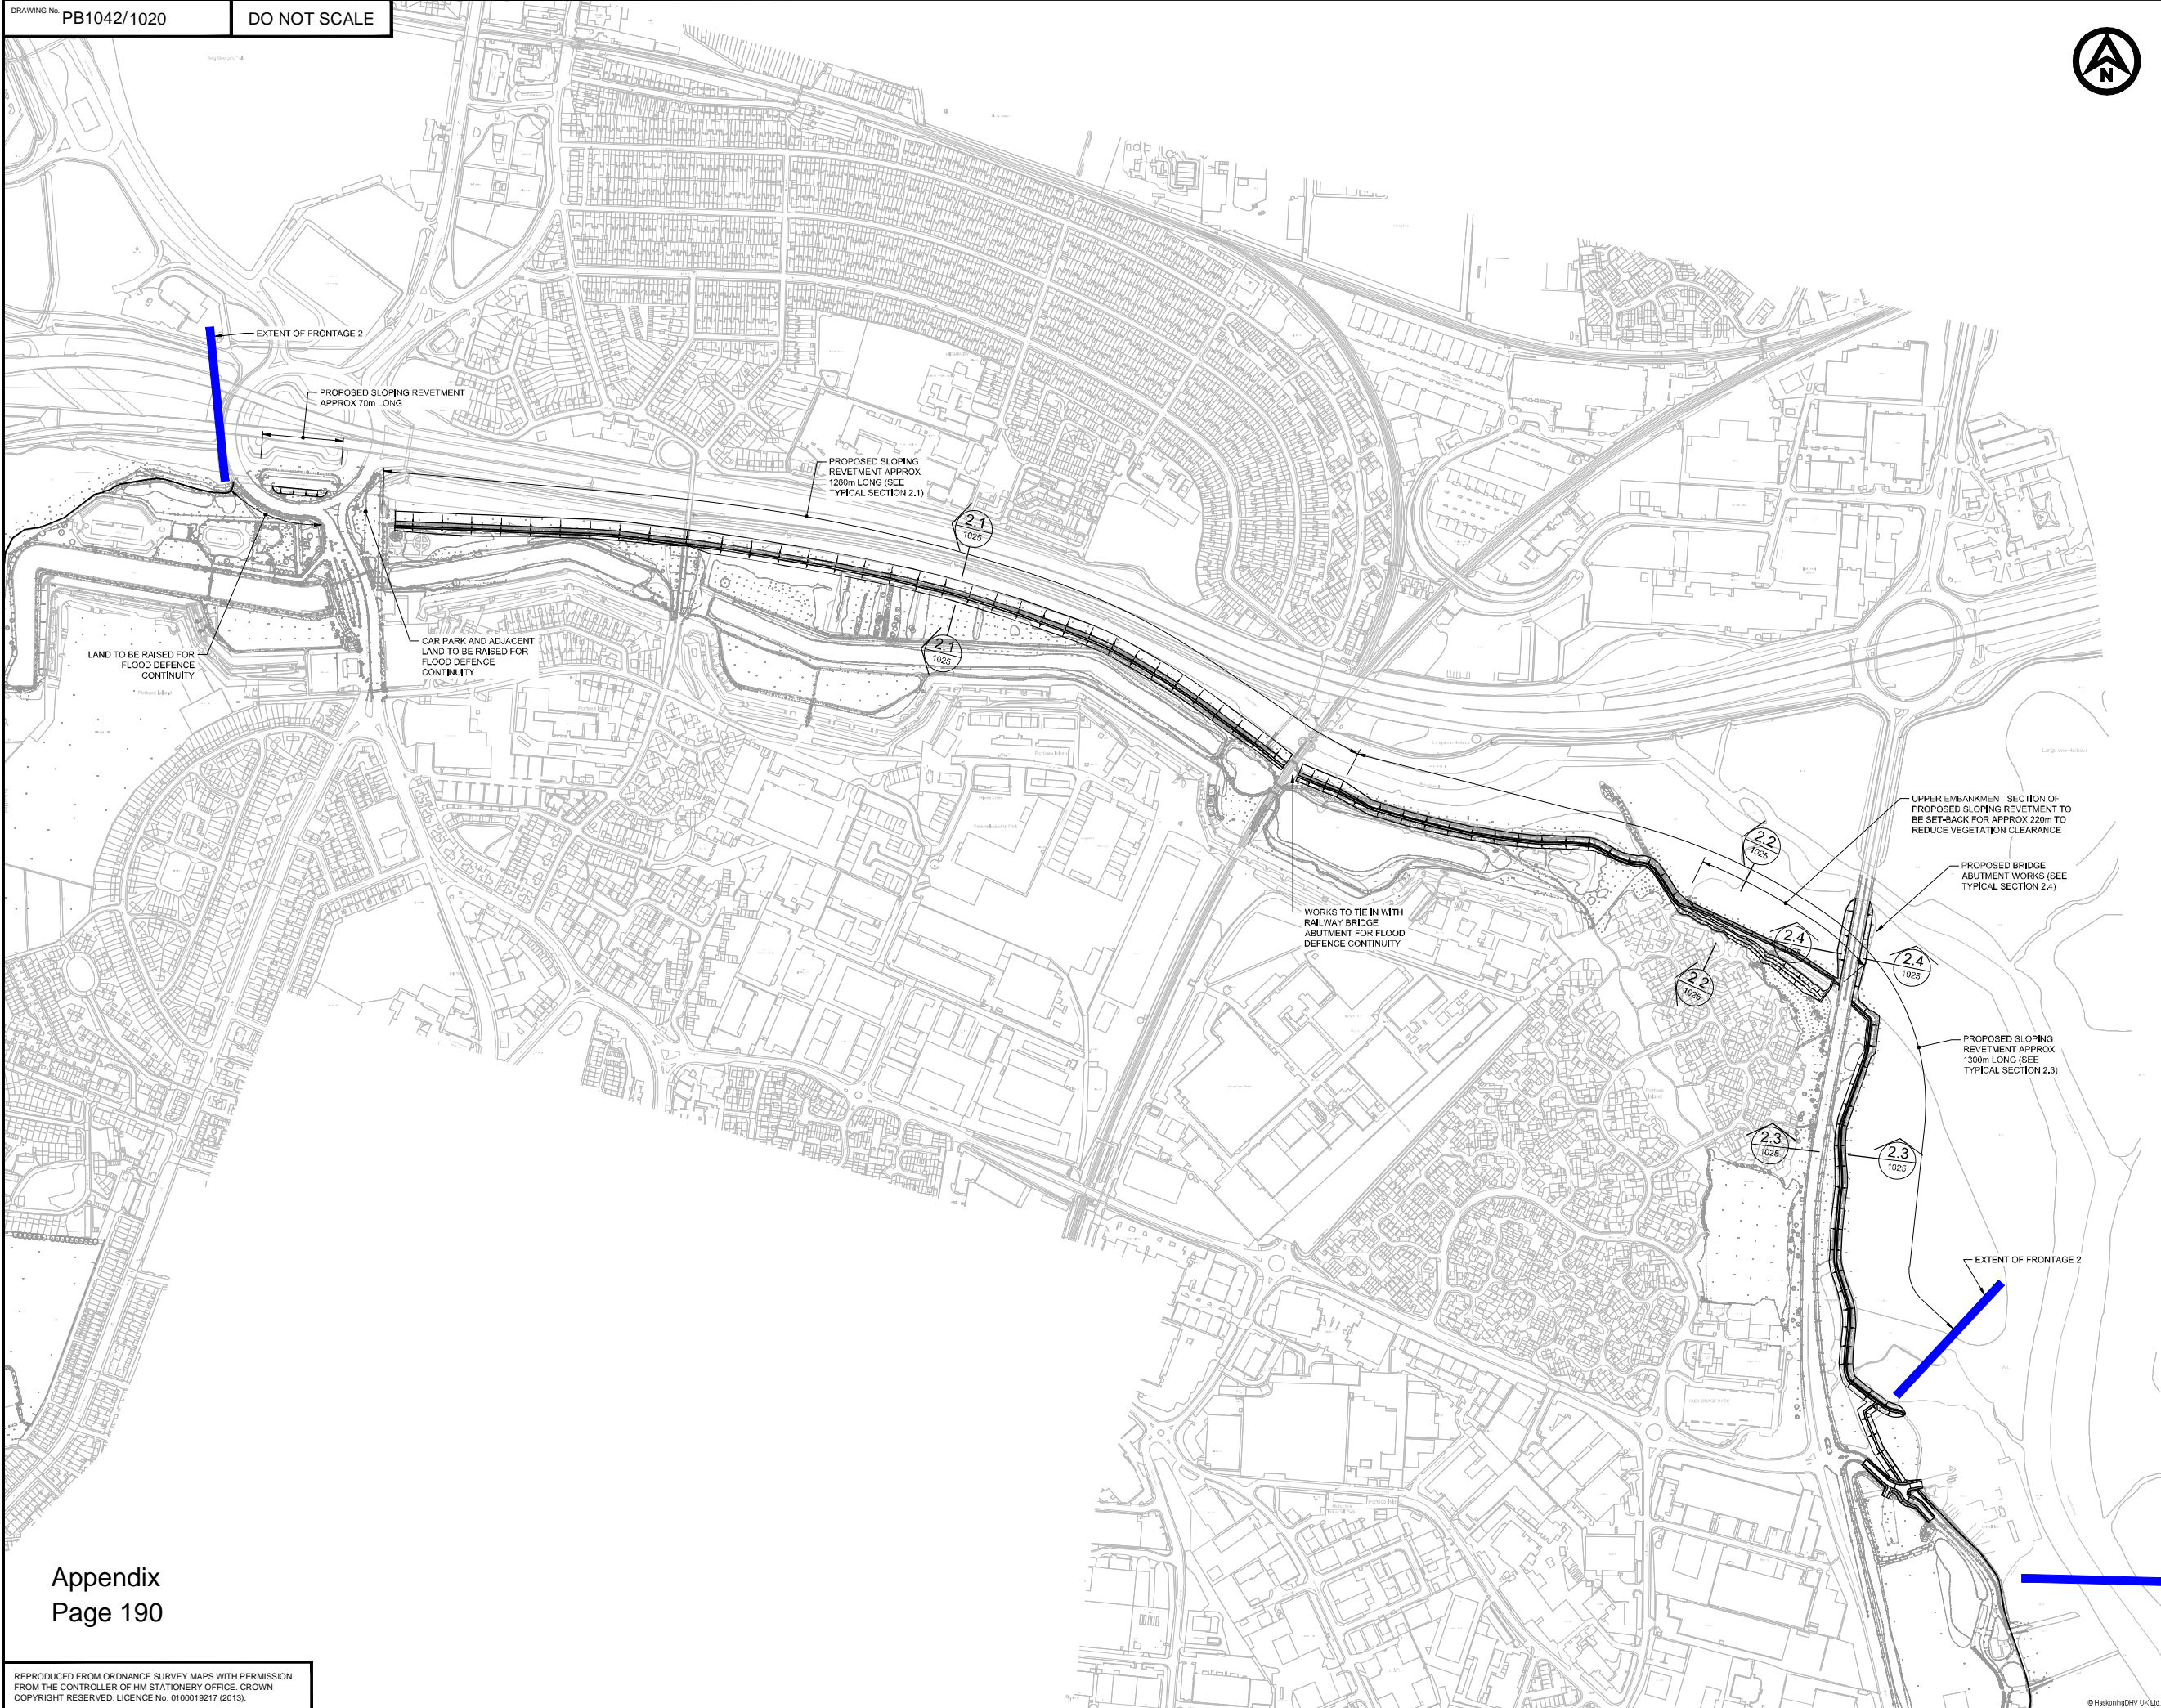 DRAWING No. PB1042/1020
DO NOT SCALE
N
EXTENT OF FRONTAGE 2
PROPOSED SLOPING REVETMENT
APPROX 70m LONG
PROPOSED SLOPING
REVETMENT APPROX
1280m LONG (SEE
TYPICAL SECTION 2.1)
2.1
1025
2.1
1025
LAND TO BE RAISED FOR
FLOOD DEFENCE
CONTINUITY
CAR PARK AND ADJACENT
LAND TO BE RAISED FOR
FLOOD DEFENCE
CONTINUITY
UPPER EMBANKMENT SECTION OF
PROPOSED SLOPING REVETMENT TO
BE SET-BACK FOR APPROX 220m TO
REDUCE VEGETATION CLEARANCE
2.2
1025
PROPOSED BRIDGE
ABUTMENT WORKS (SEE
TYPICAL SECTION 2.4)
WORKS TO TIE IN WITH
RAILWAY BRIDGE
ABUTMENT FOR FLOOD
DEFENCE CONTINUITY
2.4
1025
2.4
1025
2.2
1025
PROPOSED SLOPING
REVETMENT APPROX
1300m LONG (SEE
TYPICAL SECTION 2.3)
2.3
1025
2.3
1025
EXTENT OF FRONTAGE 2
Appendix
Page 190
REPRODUCED FROM ORDNANCE SURVEY MAPS WITH PERMISSION
FROM THE CONTROLLER OF HM STATIONERY OFFICE. CROWN
COPYRIGHT RESERVED. LICENCE No. 0100019217 (2013).
© HaskoningDHV UK Ltd.